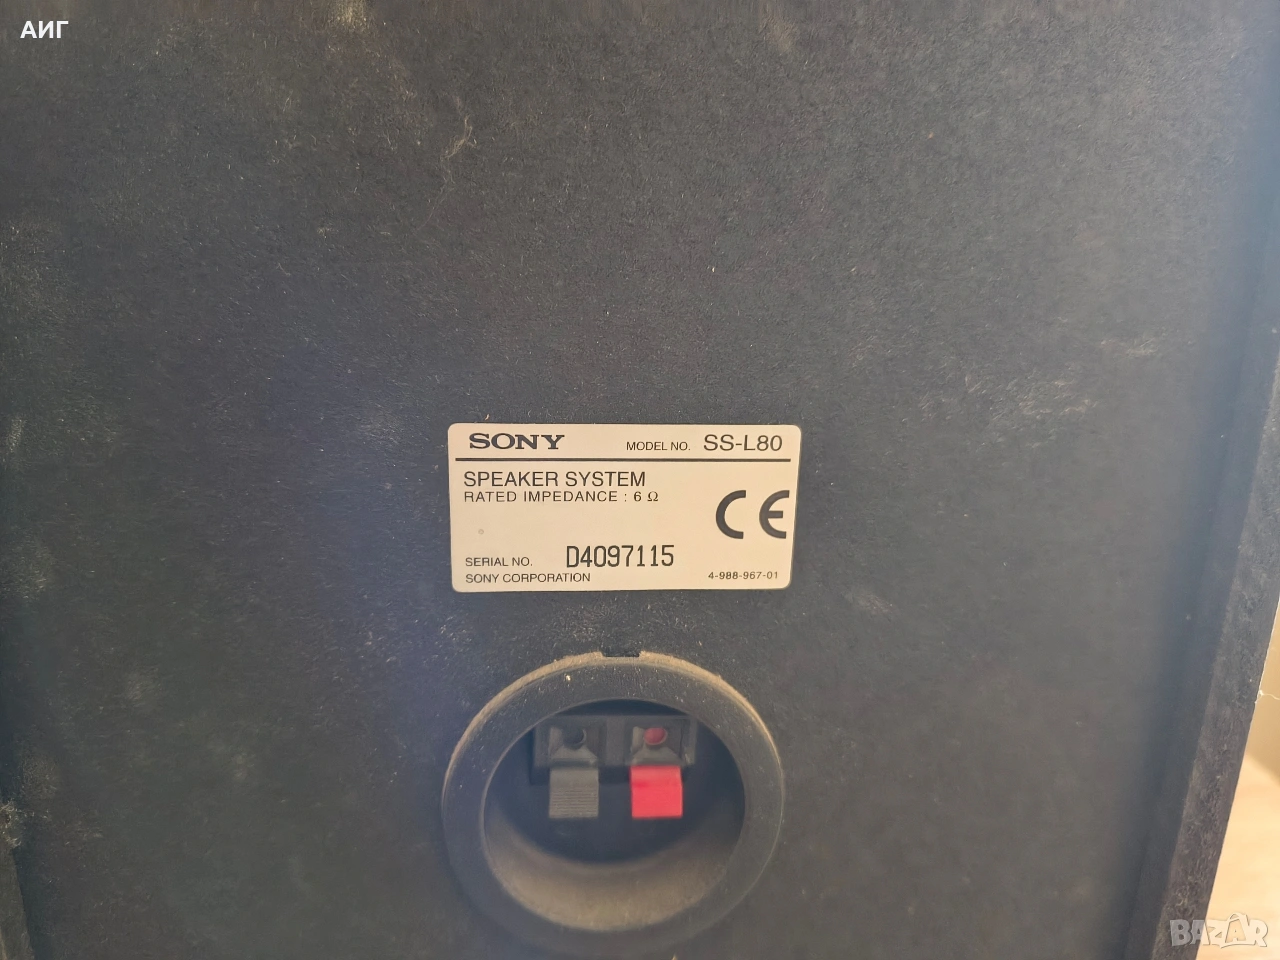 АИГ
SONY MODEL NO. SS-L80
SPEAKER SYSTEM
RATED IMPEDANCE : 6 Ω
CE
SERIAL NO. D4097115
SONY CORPORATION 4-988-967-01
BAZAR